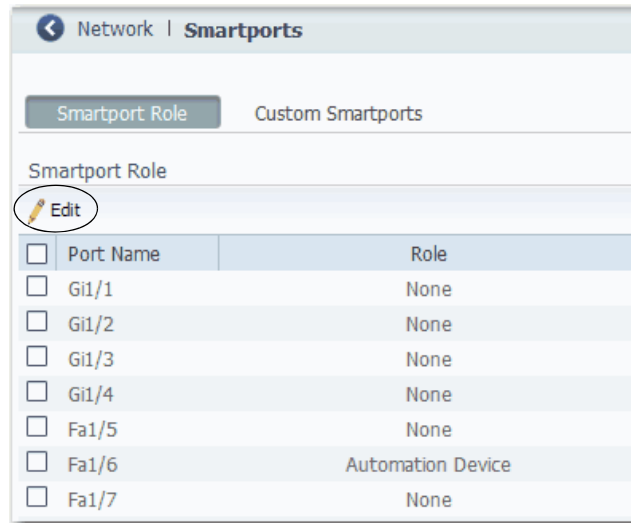 Network | Smartports
Smartport Role Custom Smartports
Smartport Role
Edit
Port Name Role
Gi1/1 None
Gi1/2 None
Gi1/3 None
Gi1/4 None
Fa1/5 None
Fa1/6 Automation Device
Fa1/7 None